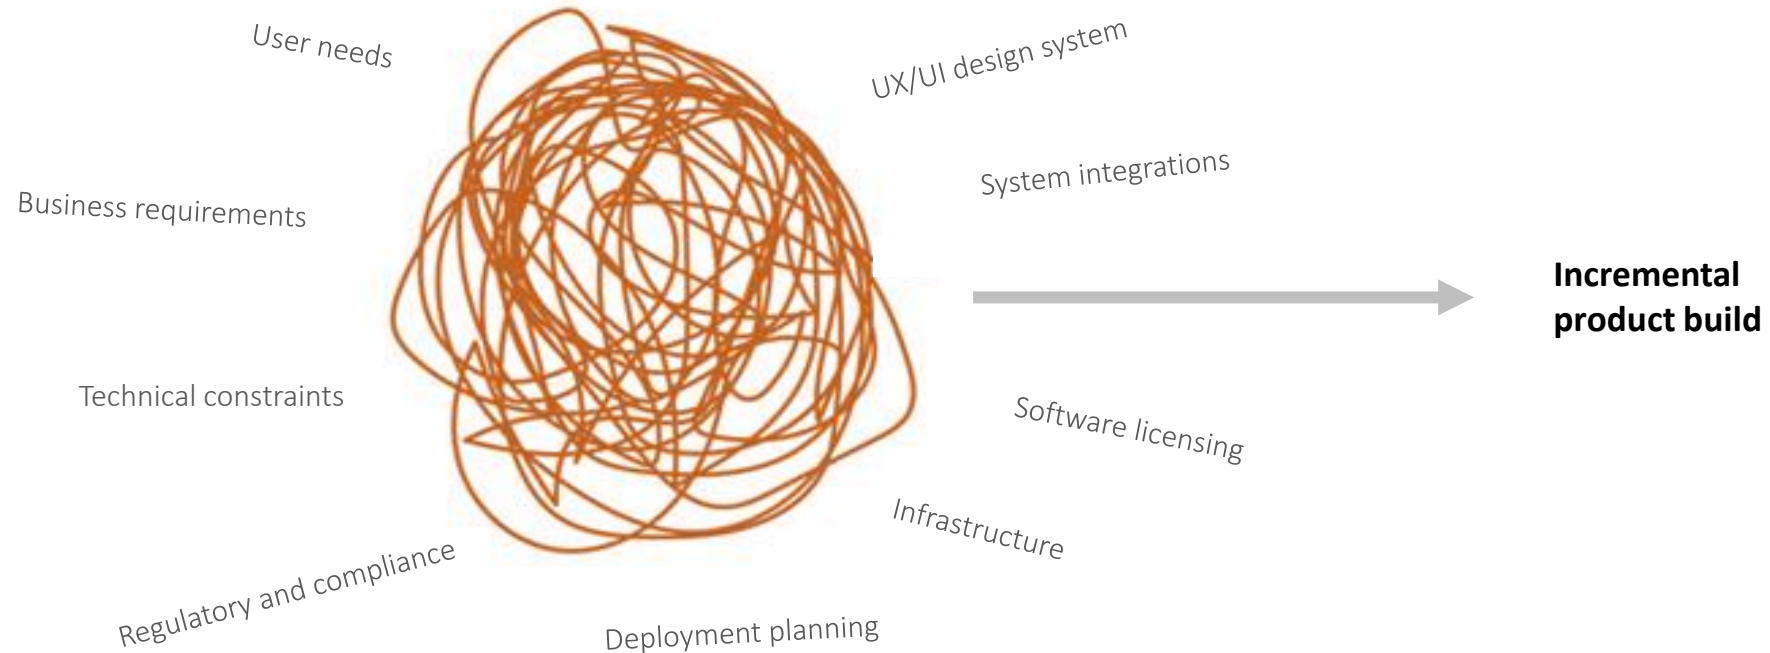 User needs
UX/UI design system
System integrations
Business requirements
Incremental
product build
Technical constraints
Software licensing
Infrastructure
Regulatory and compliance
Deployment planning